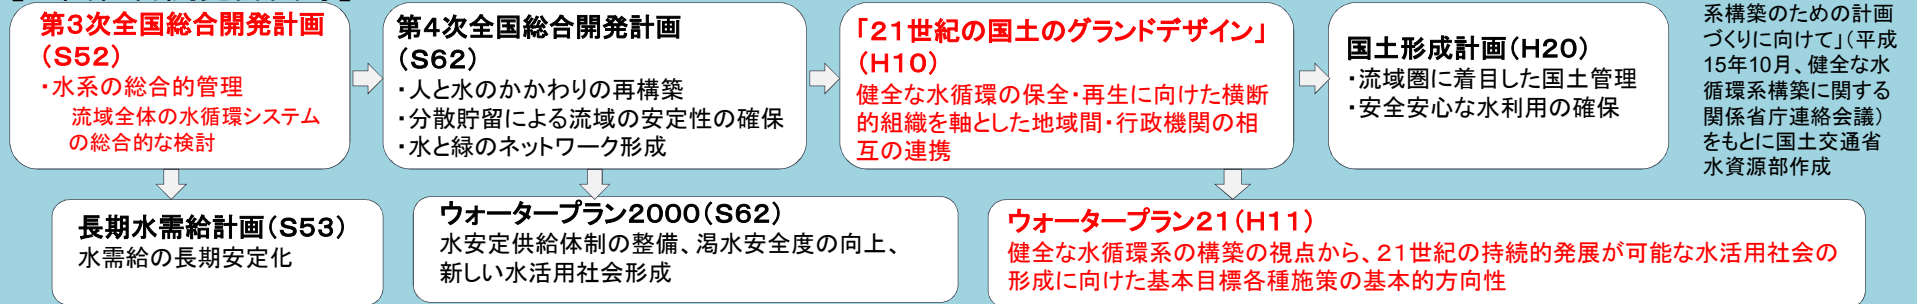 第3次全国総合開発計画
(S52)
・水系の総合的管理
流域全体の水循環システム
の総合的な検討
第4次全国総合開発計画
(S62)
・人と水のかかわりの再構築
・分散貯留による流域の安定性の確保
・水と緑のネットワーク形成
「21世紀の国土のグランドデザイン」
(H10)
健全な水循環の保全・再生に向けた横断
的組織を軸とした地域間・行政機関の相
互の連携
国土形成計画(H20)
・流域圏に着目した国土管理
・安全安心な水利用の確保
系構築のための計画
づくりに向けて」(平成
15年10月、健全な水
循環系構築に関する
関係省庁連絡会議)
をもとに国土交通省
水資源部作成
長期水需給計画(S53)
水需給の長期安定化
ウォータープラン2000(S62)
水安定供給体制の整備、渇水安全度の向上、
新しい水活用社会形成
ウォータープラン21(H11)
健全な水循環系の構築の視点から、21世紀の持続的発展が可能な水活用社会の
形成に向けた基本目標各種施策の基本的方向性